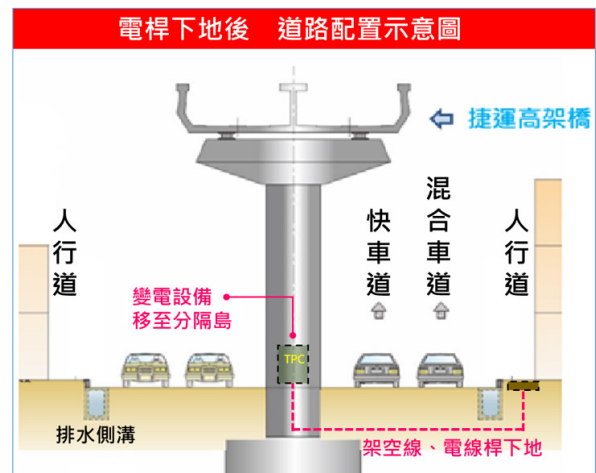 電桿下地後 道路配置示意圖
捷運高架橋
人行道
快車道
混合車道
人行道
變電設備
移至分隔島
TPC
排水側溝
架空線、電線桿下地